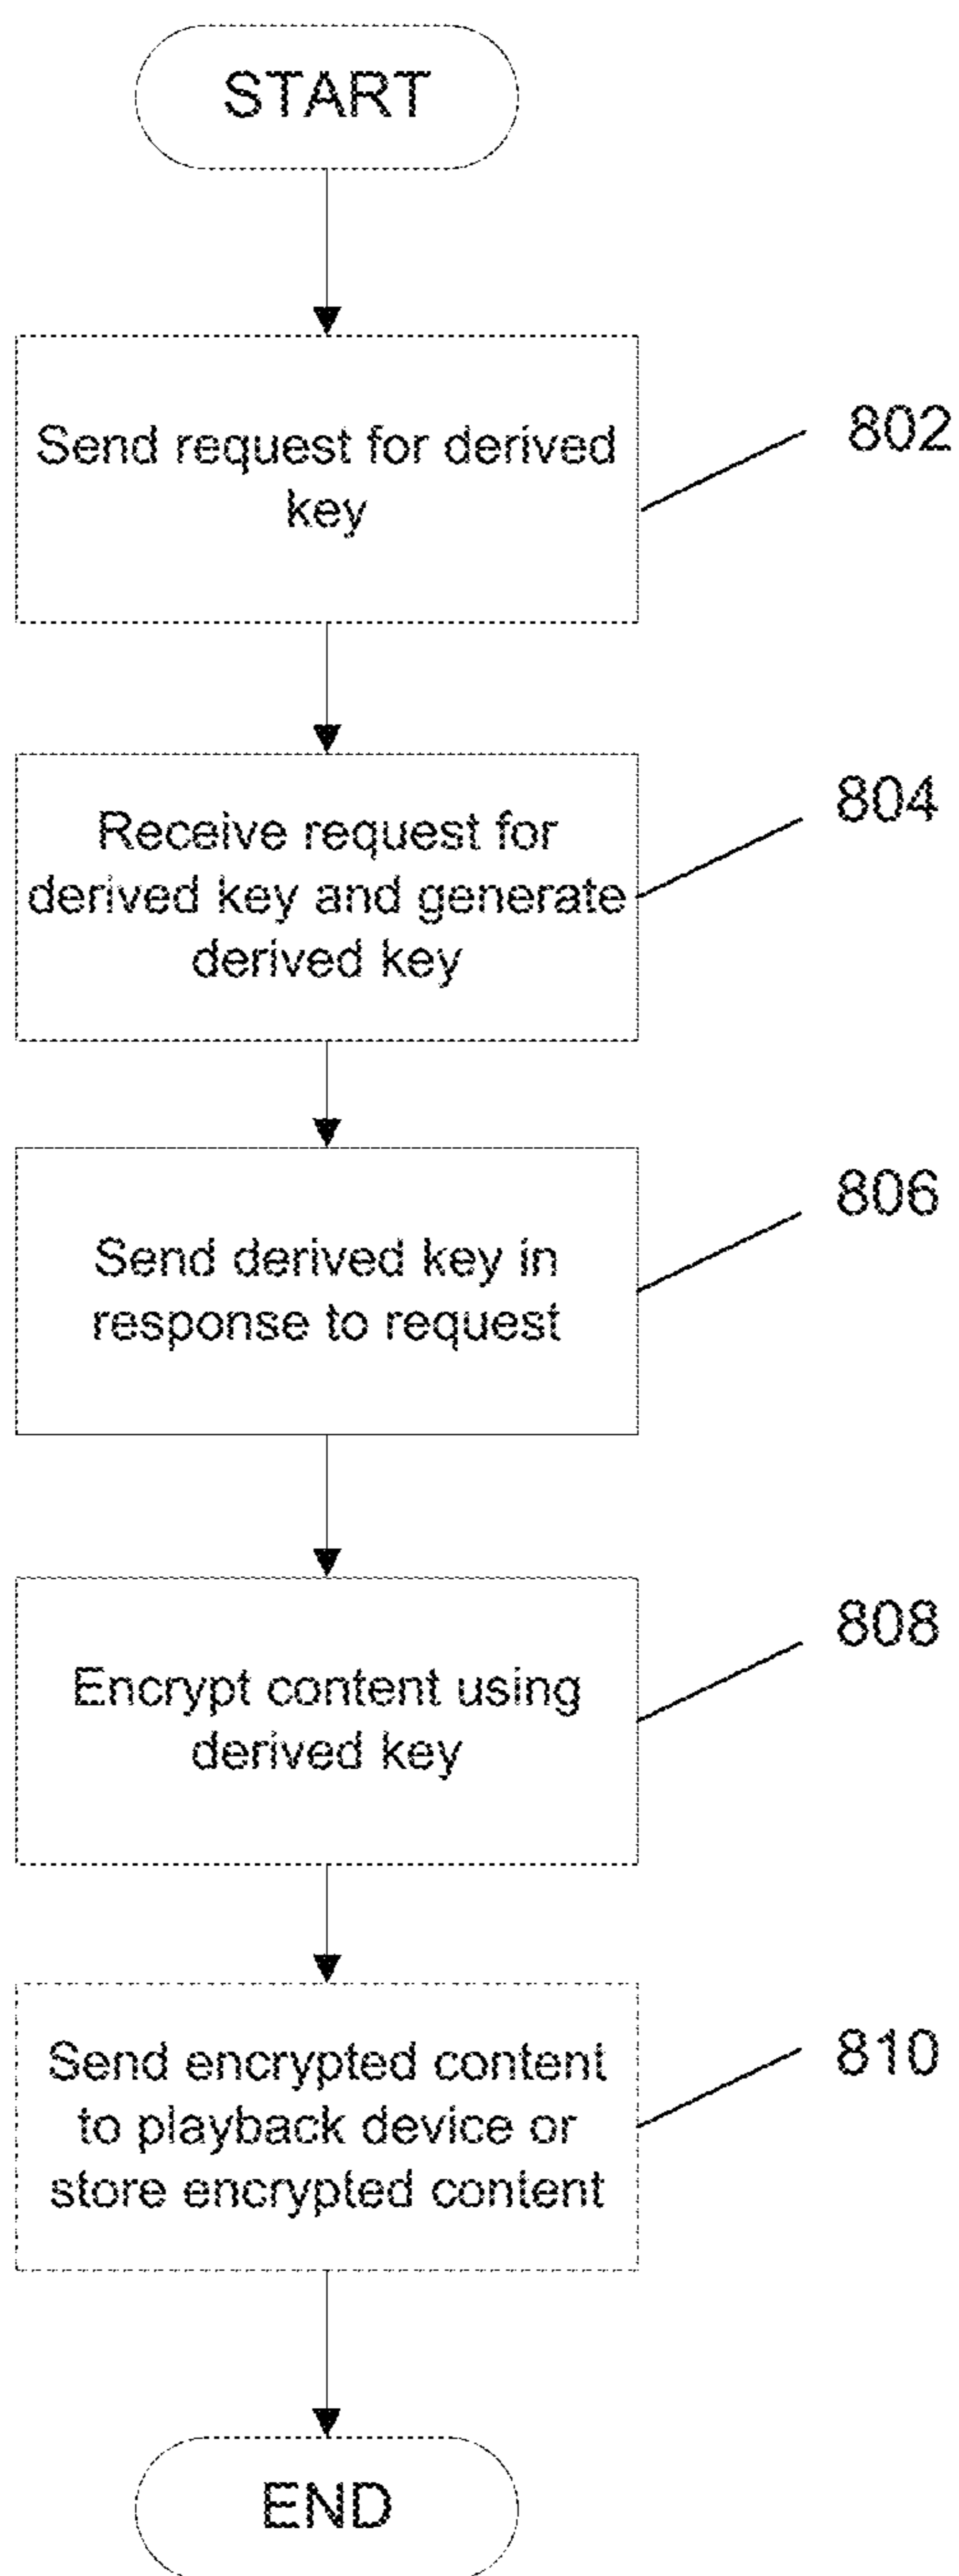 START
Send request for derived
key
802
Receive request for
derived key and generate
derived key
804
Send derived key in
response to request
806
Encrypt content using
derived key
808
Send encrypted content
to playback device or
store encrypted content
810
END